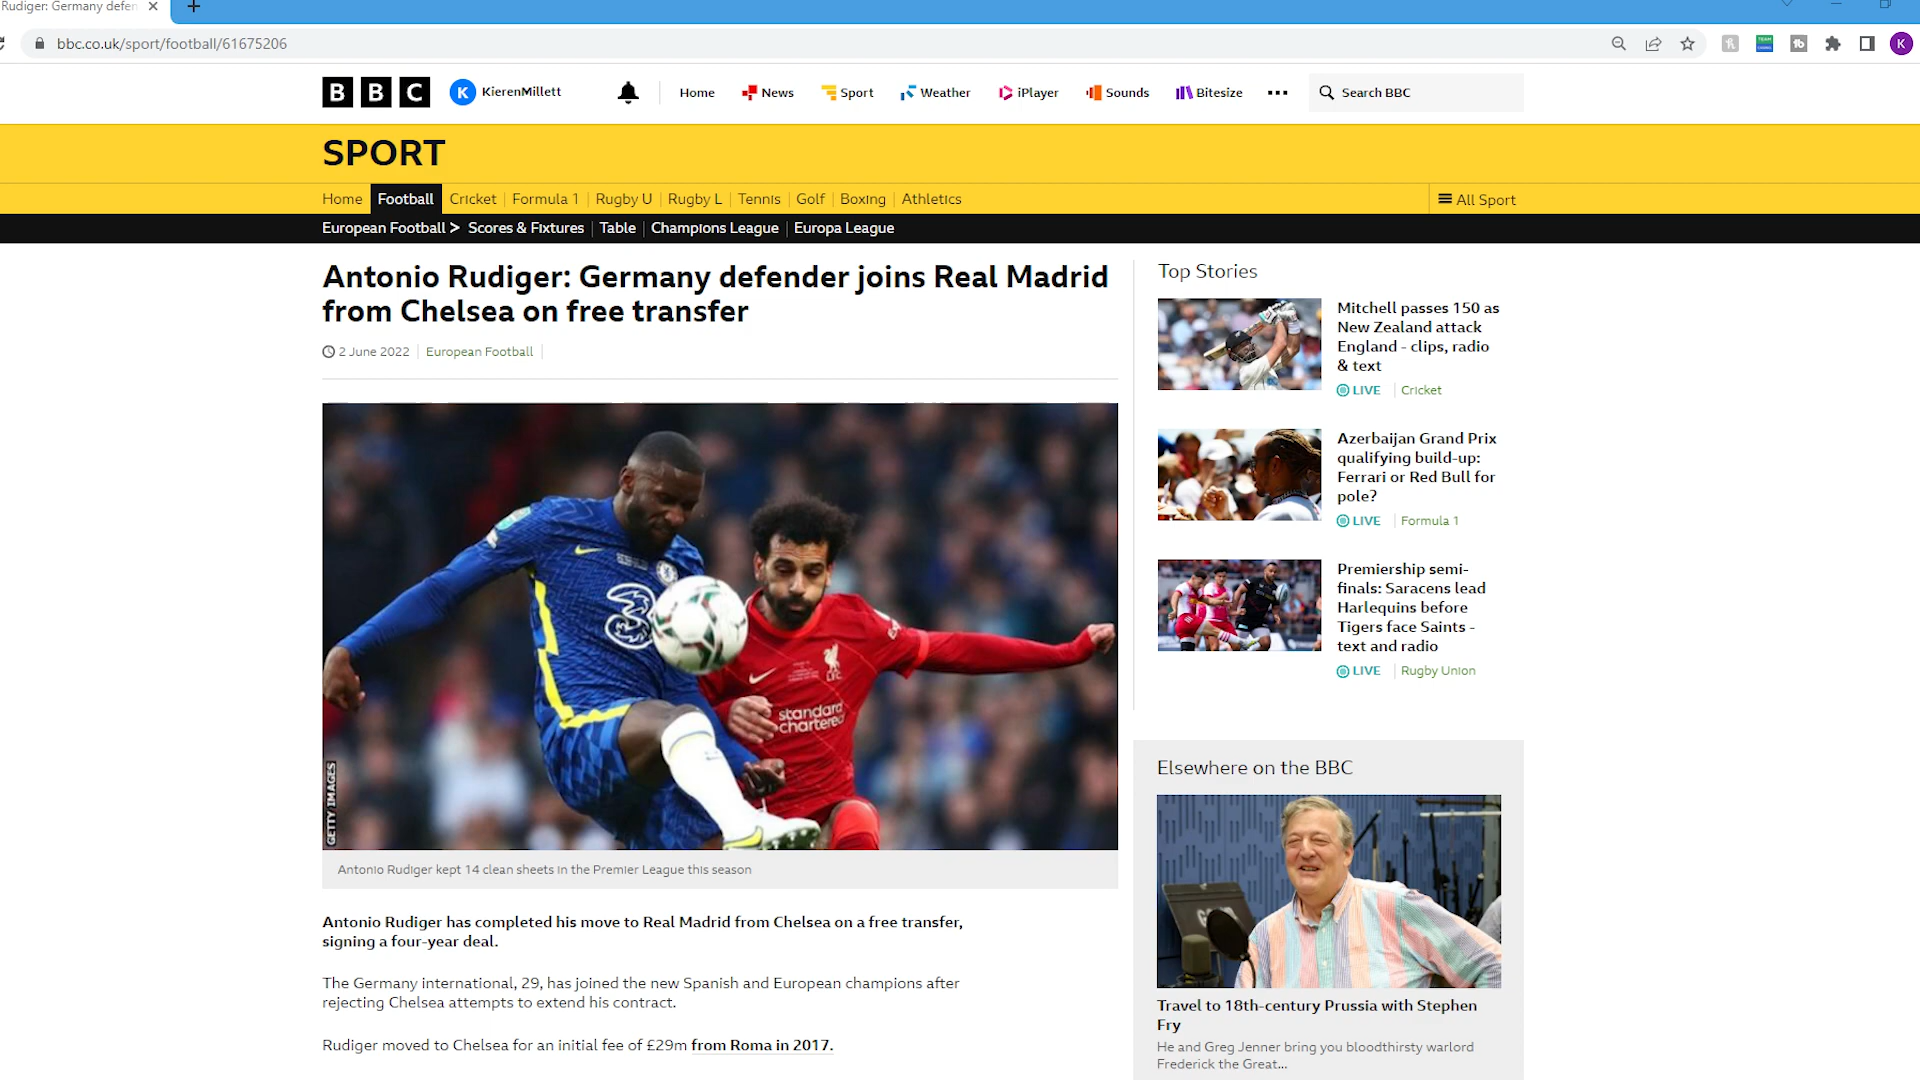 Rudiger: Germany defen
bbc.co.uk/sport/football/61675206
K
BBC
K KierenMillett
Home
News
Sport
Weather
iPlayer
Sounds
Bitesize
Search BBC
SPORT
Home
Football
Cricket
Formula 1
Rugby U
Rugby L
Tennis
Golf
Boxing
Athletics
All Sport
European Football >
Scores & Fixtures
Table
Champions League
Europa League
Antonio Rudiger: Germany defender joins Real Madrid
from Chelsea on free transfer
2 June 2022
European Football
3
standard
chartered
L.F.C.
GETTY IMAGES
Antonio Rudiger kept 14 clean sheets in the Premier League this season
Antonio Rudiger has completed his move to Real Madrid from Chelsea on a free transfer,
signing a four-year deal.
The Germany international, 29, has joined the new Spanish and European champions after
rejecting Chelsea attempts to extend his contract.
Rudiger moved to Chelsea for an initial fee of £29m from Roma in 2017.
Top Stories
Mitchell passes 150 as
New Zealand attack
England - clips, radio
& text
LIVE
Cricket
Azerbaijan Grand Prix
qualifying build-up:
Ferrari or Red Bull for
pole?
LIVE
Formula 1
Premiership semi-
finals: Saracens lead
Harlequins before
Tigers face Saints -
text and radio
LIVE
Rugby Union
Elsewhere on the BBC
Travel to 18th-century Prussia with Stephen
Fry
He and Greg Jenner bring you bloodthirsty warlord
Frederick the Great...